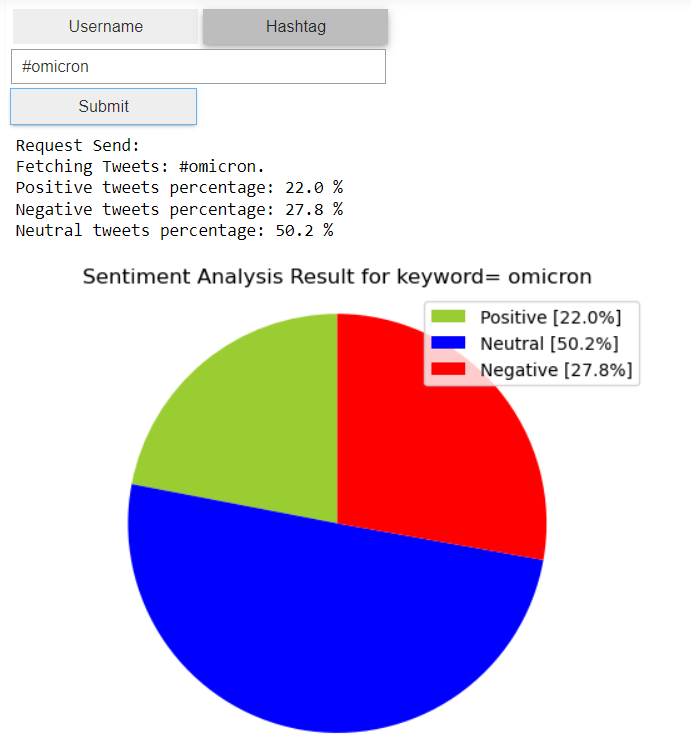 Username
Hashtag
#omicron
Submit
Request Send:
Fetching Tweets: #omicron.
Positive tweets percentage: 22.0 %
Negative tweets percentage: 27.8 %
Neutral tweets percentage: 50.2 %
Sentiment Analysis Result for keyword= omicron
Positive [22.0%]
Neutral [50.2%]
Negative [27.8%]